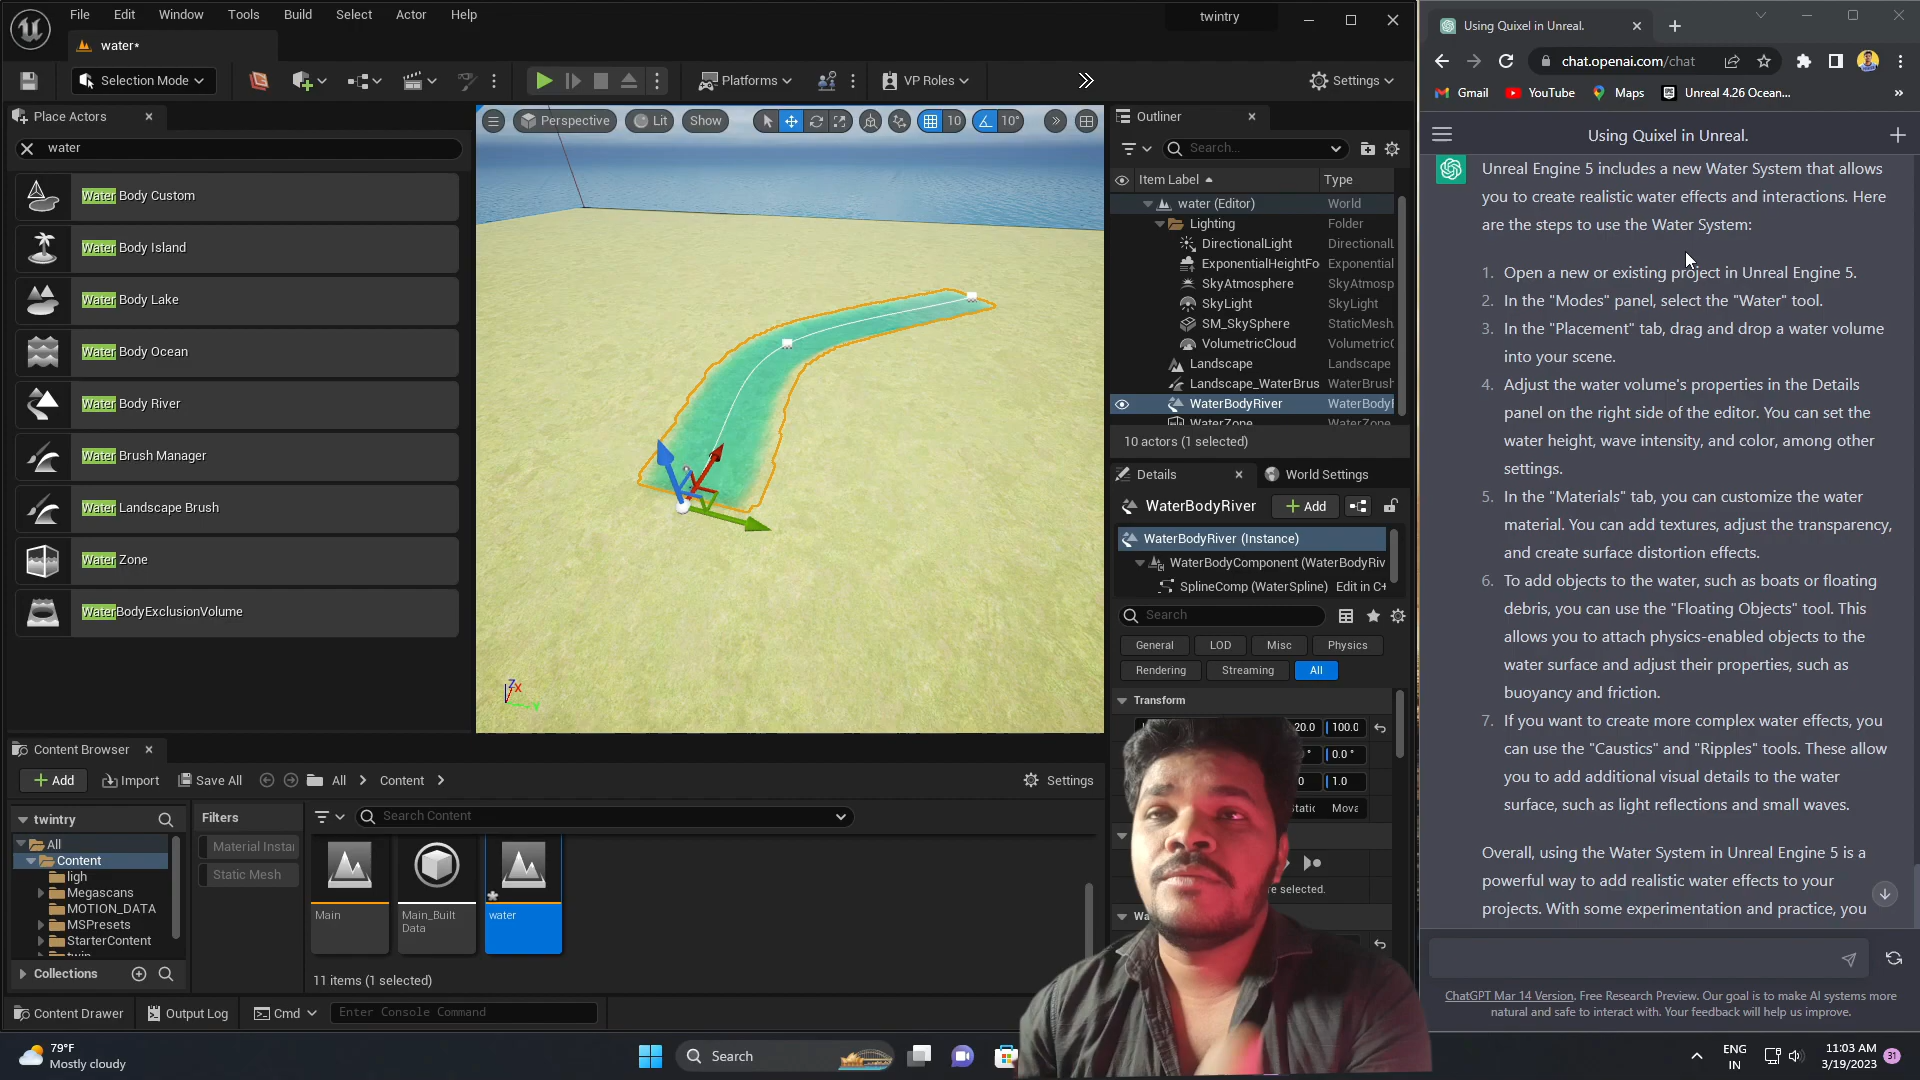 File Edit Window Tools Build Select Actor Help
twintry
water*
Selection Mode
Platforms
VP Roles
Settings
Place Actors
water
Water Body Custom
Water Body Island
Water Body Lake
Water Body Ocean
Water Body River
Water Brush Manager
Water Landscape Brush
Water Zone
WaterBodyExclusionVolume
Perspective Lit Show 10 10°
Z X Y
Outliner
Search...
Item Label Type
water (Editor) World
Lighting Folder
DirectionalLight DirectionalL
ExponentialHeightFo Exponential
SkyAtmosphere SkyAtmosp
SkyLight SkyLight
SM_SkySphere StaticMesh
VolumetricCloud VolumetricC
Landscape Landscape
Landscape_WaterBrus WaterBrush
WaterBodyRiver WaterBodyF
WaterZone WaterZone
10 actors (1 selected)
Details World Settings
WaterBodyRiver Add
WaterBodyRiver (Instance)
WaterBodyComponent (WaterBodyRiv
SplineComp (WaterSpline) Edit in C+
Search
General LOD Misc Physics
Rendering Streaming All
Transform
20.0 100.0
0.0 °
0 1.0
Static Mova
re selected.
Wa
Content Browser
Add Import Save All All Content Settings
twintry
All
Content
ligh
Megascans
MOTION_DATA
MSPresets
StarterContent
twin
Collections
Filters
Material Instan
Static Mesh
Search Content
Main
Main_Built
Data
water
11 items (1 selected)
Content Drawer Output Log Cmd Enter Console Command
79°F
Mostly cloudy
Search
ENG
IN
11:03 AM
3/19/2023
31
Using Quixel in Unreal.
chat.openai.com/chat
Gmail YouTube Maps Unreal 4.26 Ocean...
Using Quixel in Unreal.
Unreal Engine 5 includes a new Water System that allows
you to create realistic water effects and interactions. Here
are the steps to use the Water System:
1. Open a new or existing project in Unreal Engine 5.
2. In the "Modes" panel, select the "Water" tool.
3. In the "Placement" tab, drag and drop a water volume
into your scene.
4. Adjust the water volume's properties in the Details
panel on the right side of the editor. You can set the
water height, wave intensity, and color, among other
settings.
5. In the "Materials" tab, you can customize the water
material. You can add textures, adjust the transparency,
and create surface distortion effects.
6. To add objects to the water, such as boats or floating
debris, you can use the "Floating Objects" tool. This
allows you to attach physics-enabled objects to the
water surface and adjust their properties, such as
buoyancy and friction.
7. If you want to create more complex water effects, you
can use the "Caustics" and "Ripples" tools. These allow
you to add additional visual details to the water
surface, such as light reflections and small waves.
Overall, using the Water System in Unreal Engine 5 is a
powerful way to add realistic water effects to your
projects. With some experimentation and practice, you
ChatGPT Mar 14 Version. Free Research Preview. Our goal is to make AI systems more
natural and safe to interact with. Your feedback will help us improve.